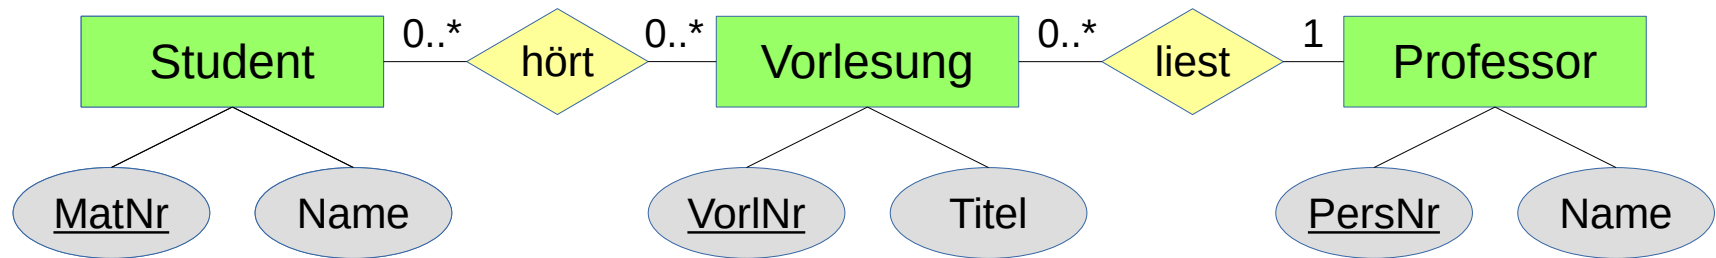 0..* 0..* 0..* 1
Student hört Vorlesung liest Professor
MatNr Name VorlNr Titel PersNr Name